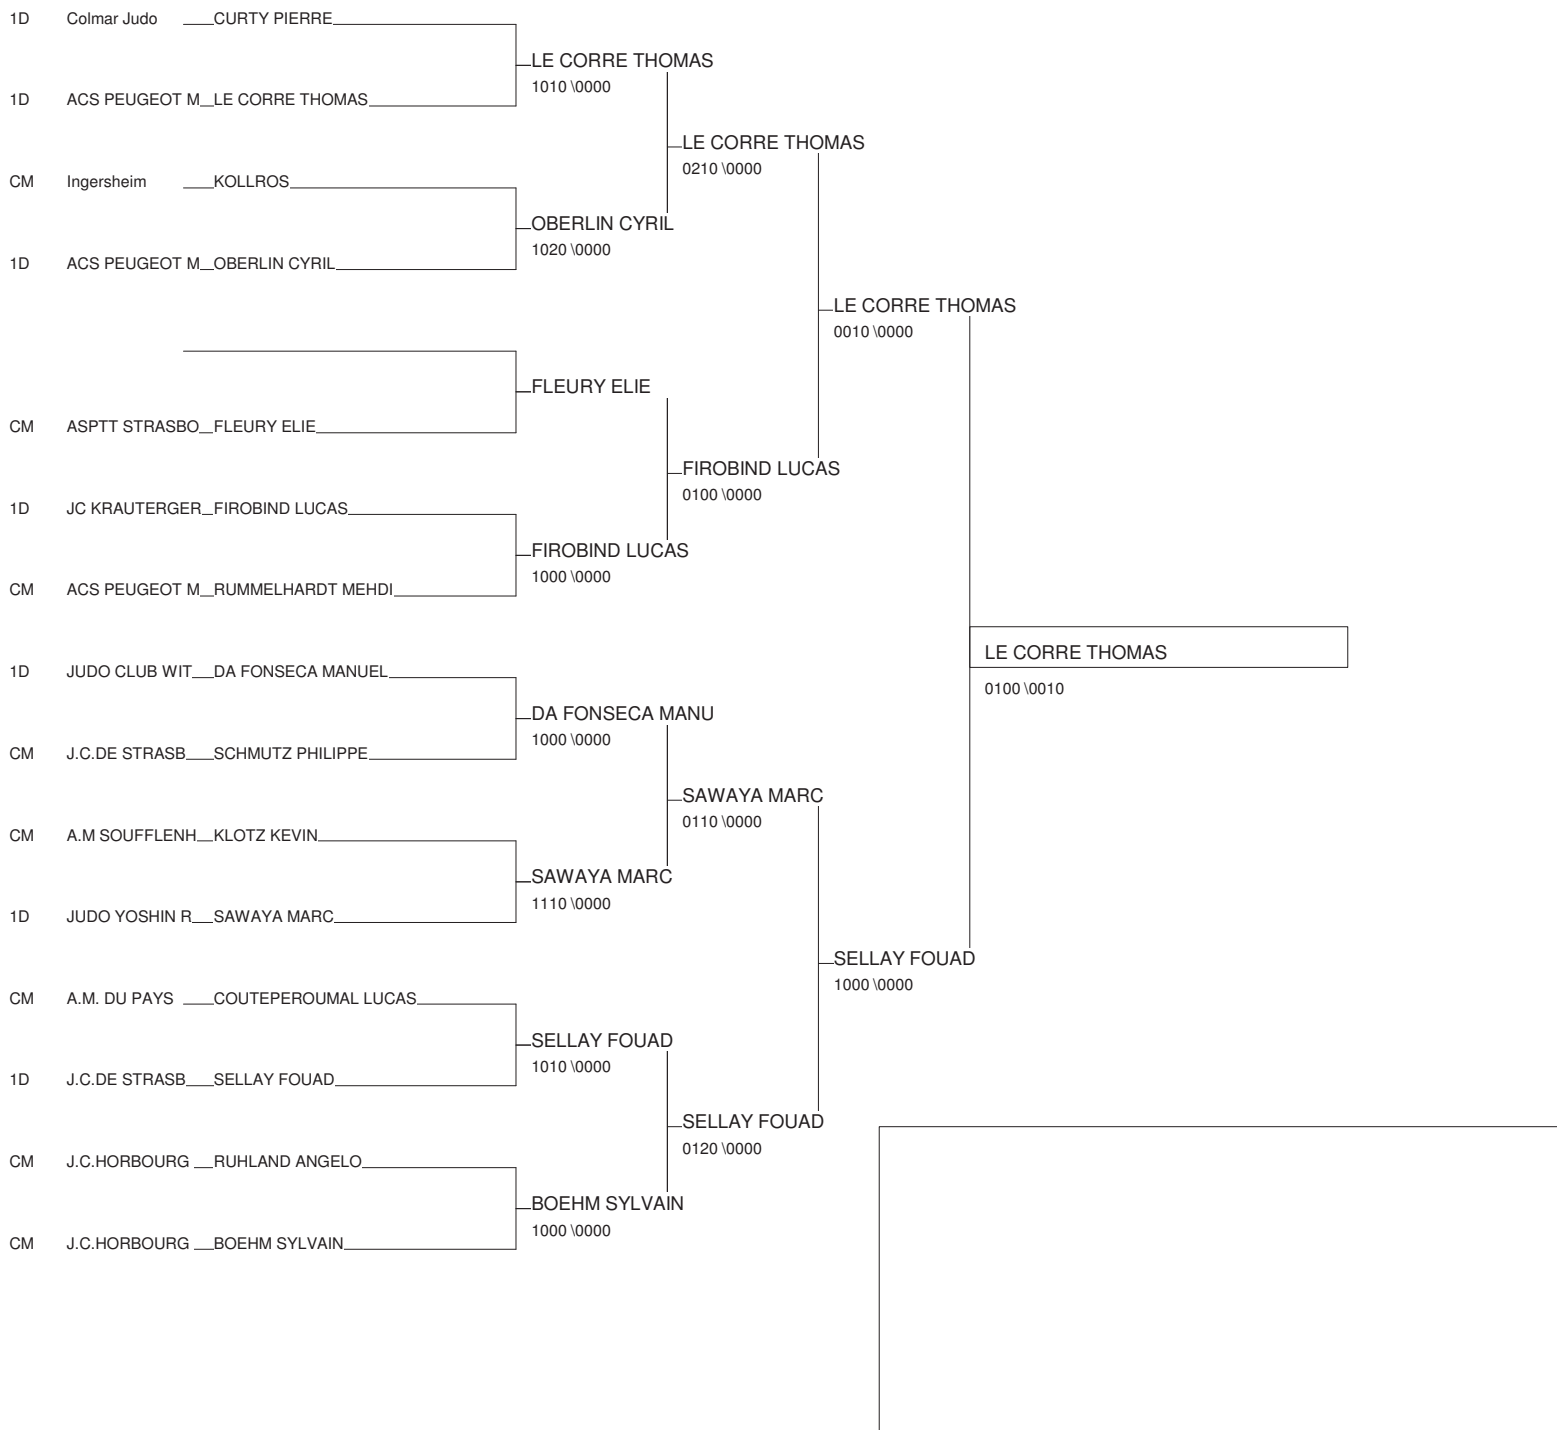 1D Colmar Judo CURTY PIERRE
LE CORRE THOMAS
1010 \0000
1D ACS PEUGEOT M LE CORRE THOMAS
LE CORRE THOMAS
0210 \0000
CM Ingersheim KOLLROS
OBERLIN CYRIL
1020 \0000
1D ACS PEUGEOT M OBERLIN CYRIL
LE CORRE THOMAS
0010 \0000
FLEURY ELIE
CM ASPTT STRASBO FLEURY ELIE
FIROBIND LUCAS
0100 \0000
1D JC KRAUTERGER FIROBIND LUCAS
FIROBIND LUCAS
1000 \0000
CM ACS PEUGEOT M RUMMELHARDT MEHDI
LE CORRE THOMAS
0100 \0010
1D JUDO CLUB WIT DA FONSECA MANUEL
DA FONSECA MANU
1000 \0000
CM J.C.DE STRASB SCHMUTZ PHILIPPE
SAWAYA MARC
0110 \0000
CM A.M SOUFFLENH KLOTZ KEVIN
SAWAYA MARC
1110 \0000
1D JUDO YOSHIN R SAWAYA MARC
SELLAY FOUAD
1000 \0000
CM A.M. DU PAYS COUTEPEROUMAL LUCAS
SELLAY FOUAD
1010 \0000
1D J.C.DE STRASB SELLAY FOUAD
SELLAY FOUAD
0120 \0000
CM J.C.HORBOURG RUHLAND ANGELO
BOEHM SYLVAIN
1000 \0000
CM J.C.HORBOURG BOEHM SYLVAIN